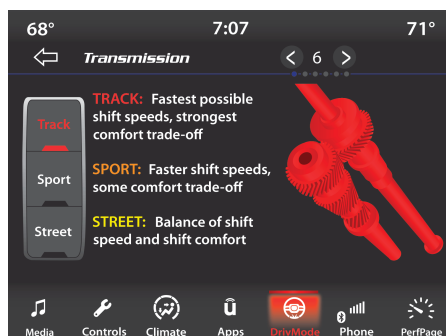 68°
7:07
71°
Transmission
6
Track
Sport
Street
TRACK: Fastest possible
shift speeds, strongest
comfort trade-off
SPORT: Faster shift speeds,
some comfort trade-off
STREET: Balance of shift
speed and shift comfort
Media
Controls
Climate
Apps
DrivMode
Phone
PerfPage